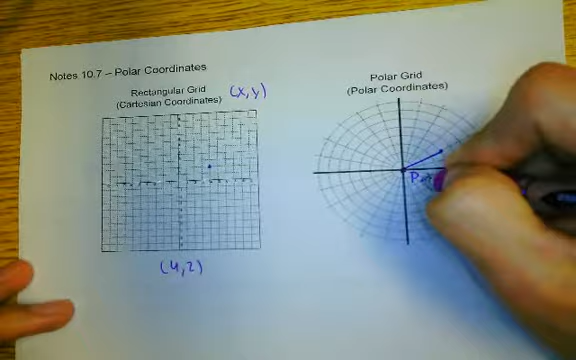 Notes 10.7 – Polar Coordinates
Rectangular Grid
(Cartesian Coordinates) (x,y)
(4,2)
Polar Grid
(Polar Coordinates)